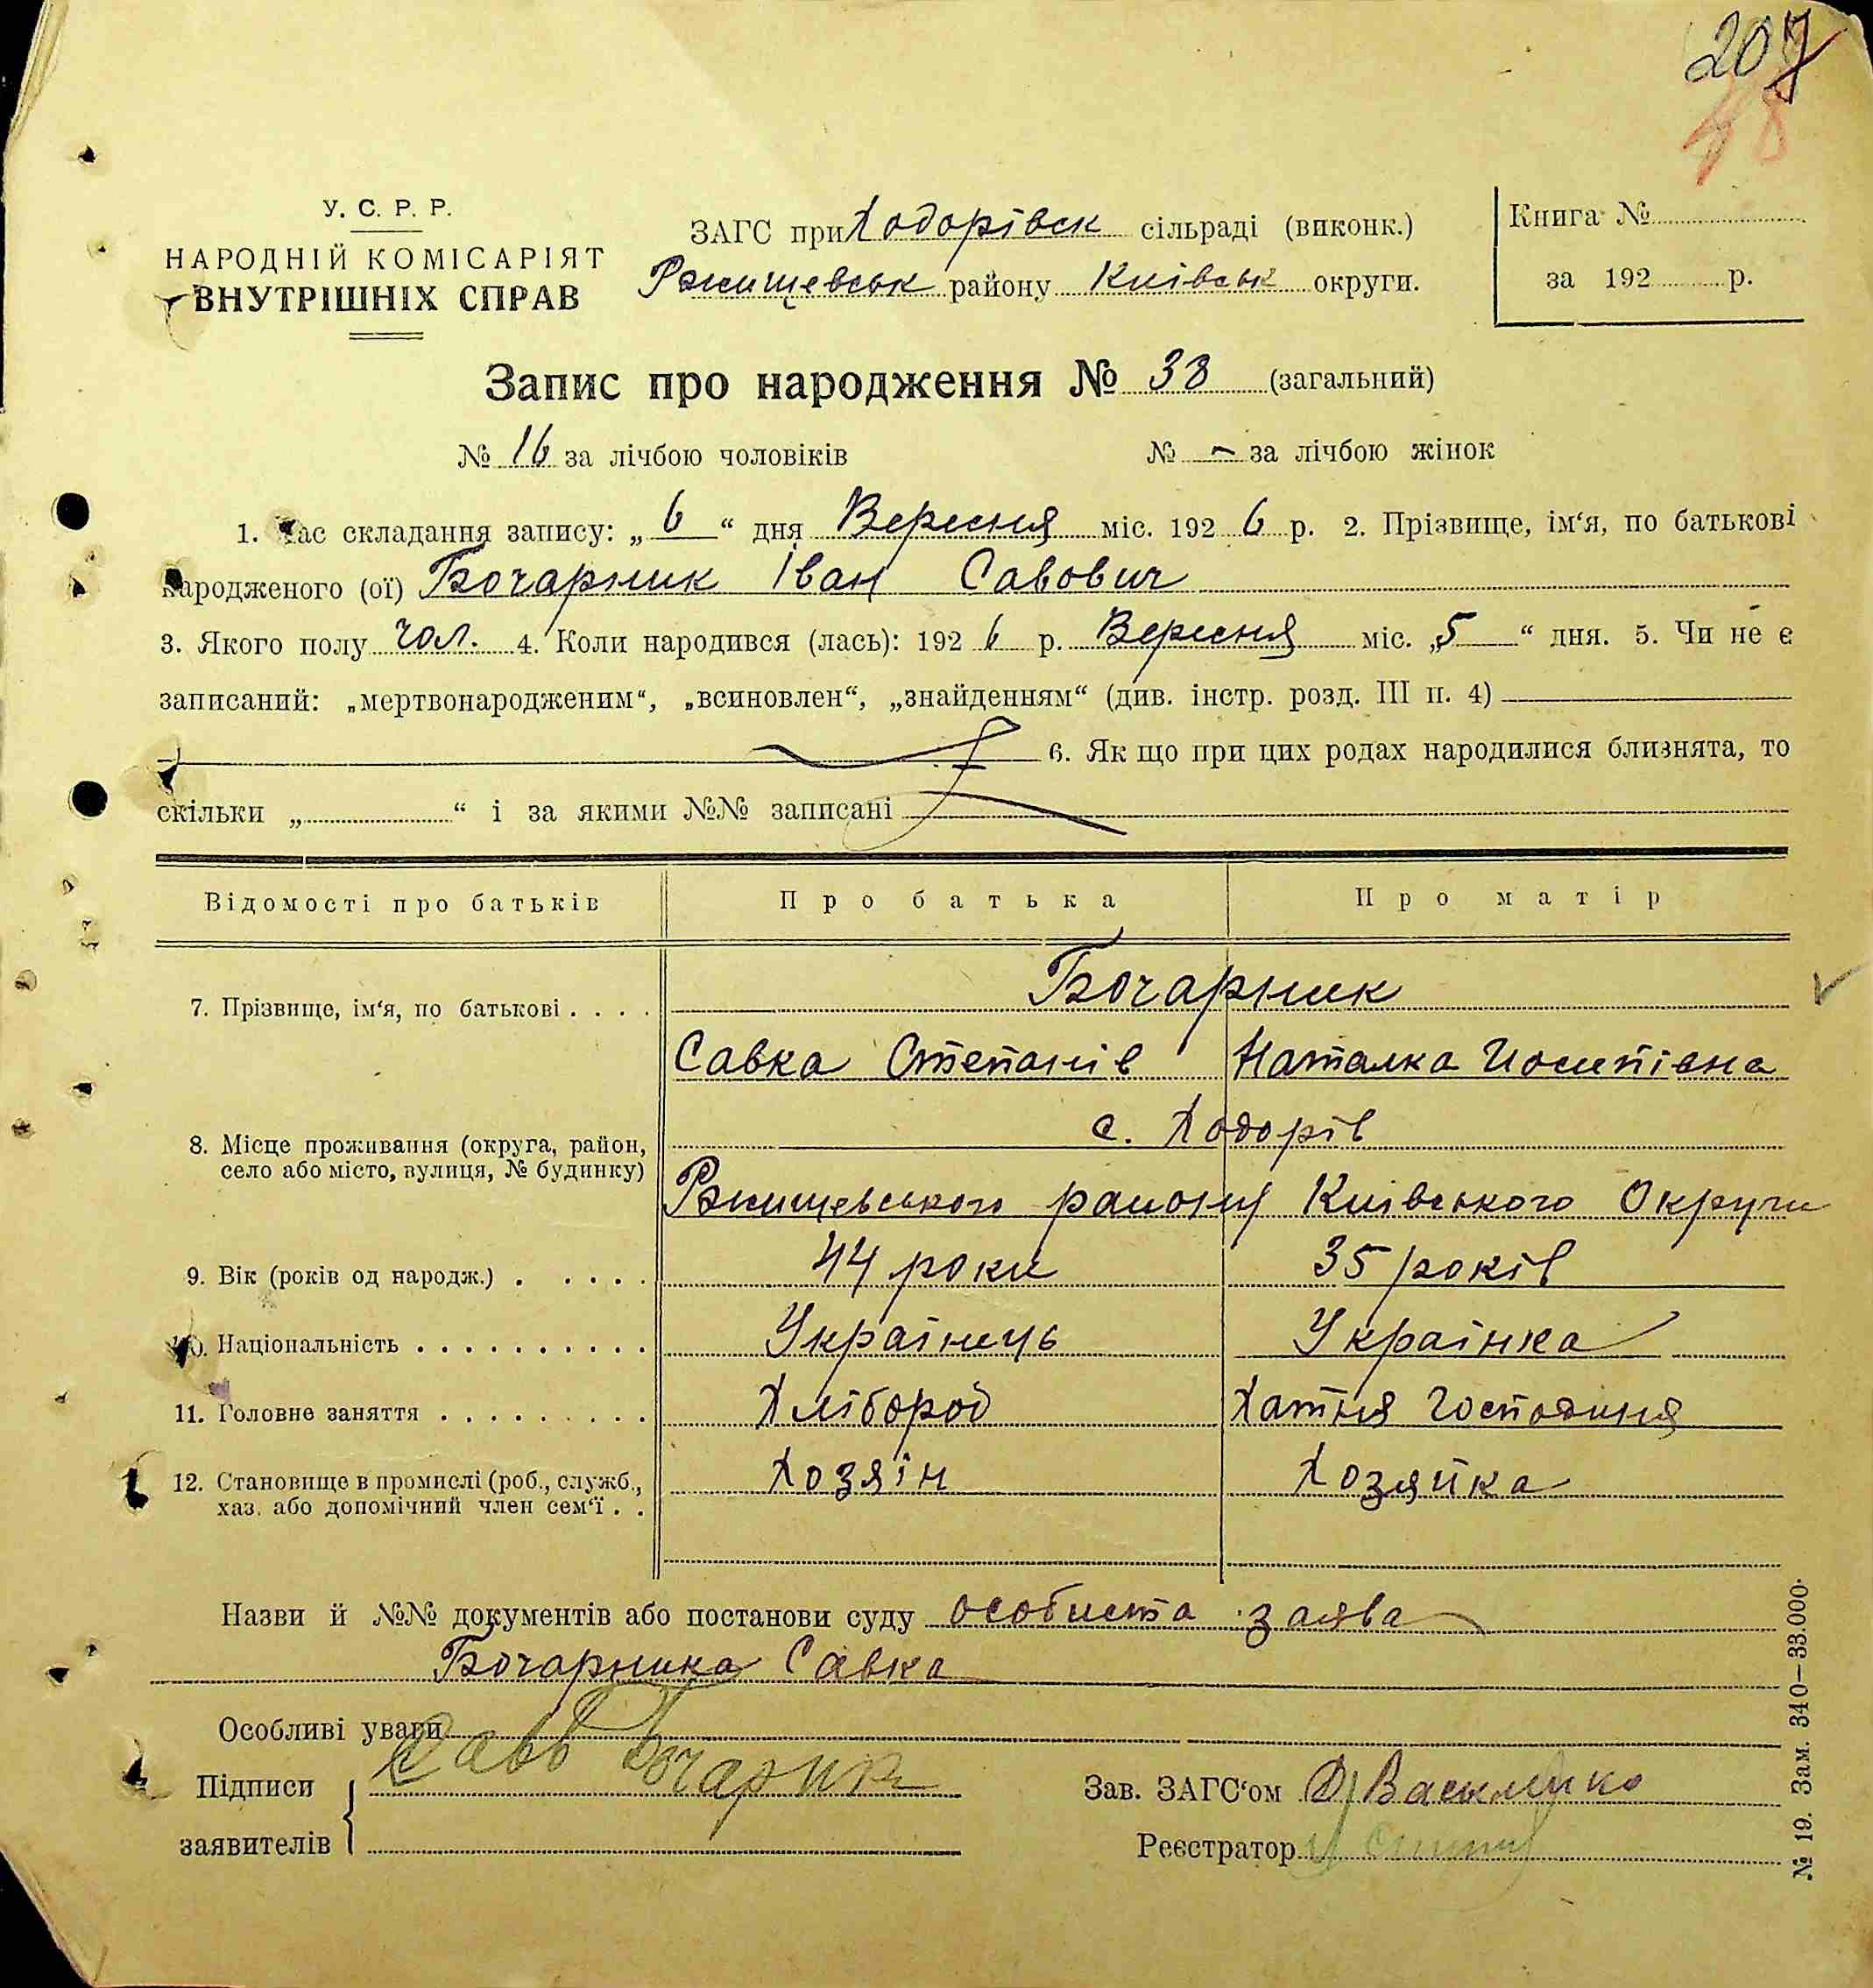 207
48
У. С. Р. Р.
НАРОДНІЙ КОМІСАРІЯТ
ВНУТРІШНІХ СПРАВ
ЗАГС при Ходорівськ сільраді (виконк.)
Ржищевськ району Київськ округи.
Книга №
за 192 р.
Запис про народження № 38 (загальний)
№ 16 за лічбою чоловіків № - за лічбою жінок
1. Час складання запису: „ 6 “ дня Вересня міс. 192 6 р. 2. Прізвище, ім‘я, по батькові
народженого (ої) Бочарник Іван Савович
3. Якого полу чол. 4. Коли народився (лась): 192 6 р. Вересня міс. „5 “ дня. 5. Чи не є
записаний: „мертвонародженим“, „всиновлен“, „знайденням“ (див. інстр. розд. III п. 4)
6. Як що при цих родах народилися близнята, то
скільки „ “ і за якими №№ записані
Відомості про батьків Про батька Про матір
7. Прізвище, ім‘я, по батькові . . . . Бочарник
Савка Степанів Наталка Иосипівна
8. Місце проживання (округа, район,
село або місто, вулиця, № будинку)
с. Ходорів
Ржищевського району Київського Округи
9. Вік (років од народж.) . . . . . 44 роки 35 років
10. Національність . . . . . . . . . . Українець Українка
11. Головне заняття . . . . . . . . . Хлібород Хатня Господиня
12. Становище в промислі (роб., служб.,
хаз. або допомічний член сем‘ї . .
Хозяїн Хозяйка
Назви й №№ документів або постанови суду особиста заява
Бочарника Савка
Особливі уваги
Підписи
заявителів
Савв Бочарник
Зав. ЗАГС‘ом
Реєстратор
№ 19. Зам. 340—33.000.